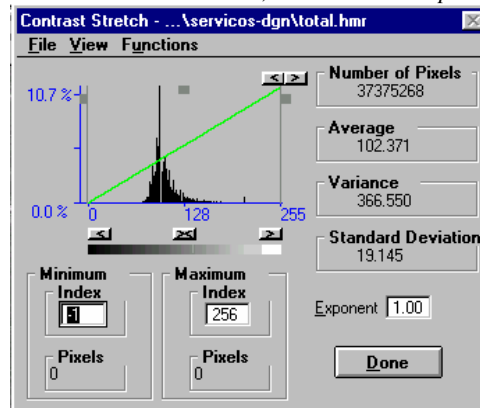 Contrast Stretch - ...\servicos-dgn\total.hmr
File View Functions
10.7 %
0.0 %
0 128 255
< >
< >< >
Number of Pixels
37375268
Average
102.371
Variance
366.550
Standard Deviation
19.145
Minimum
Index
-1
Pixels
0
Maximum
Index
256
Pixels
0
Exponent 1.00
Done